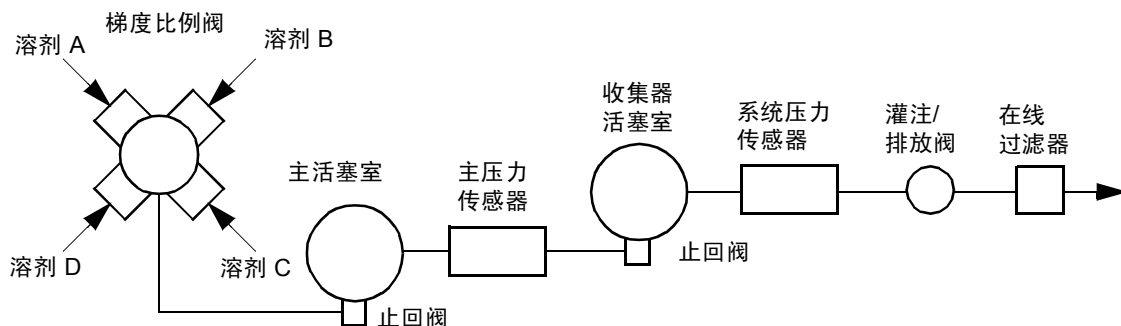 梯度比例阀
溶剂 A
溶剂 B
溶剂 D
溶剂 C
主活塞室
止回阀
主压力
传感器
收集器
活塞室
止回阀
系统压力
传感器
灌注/
排放阀
在线
过滤器